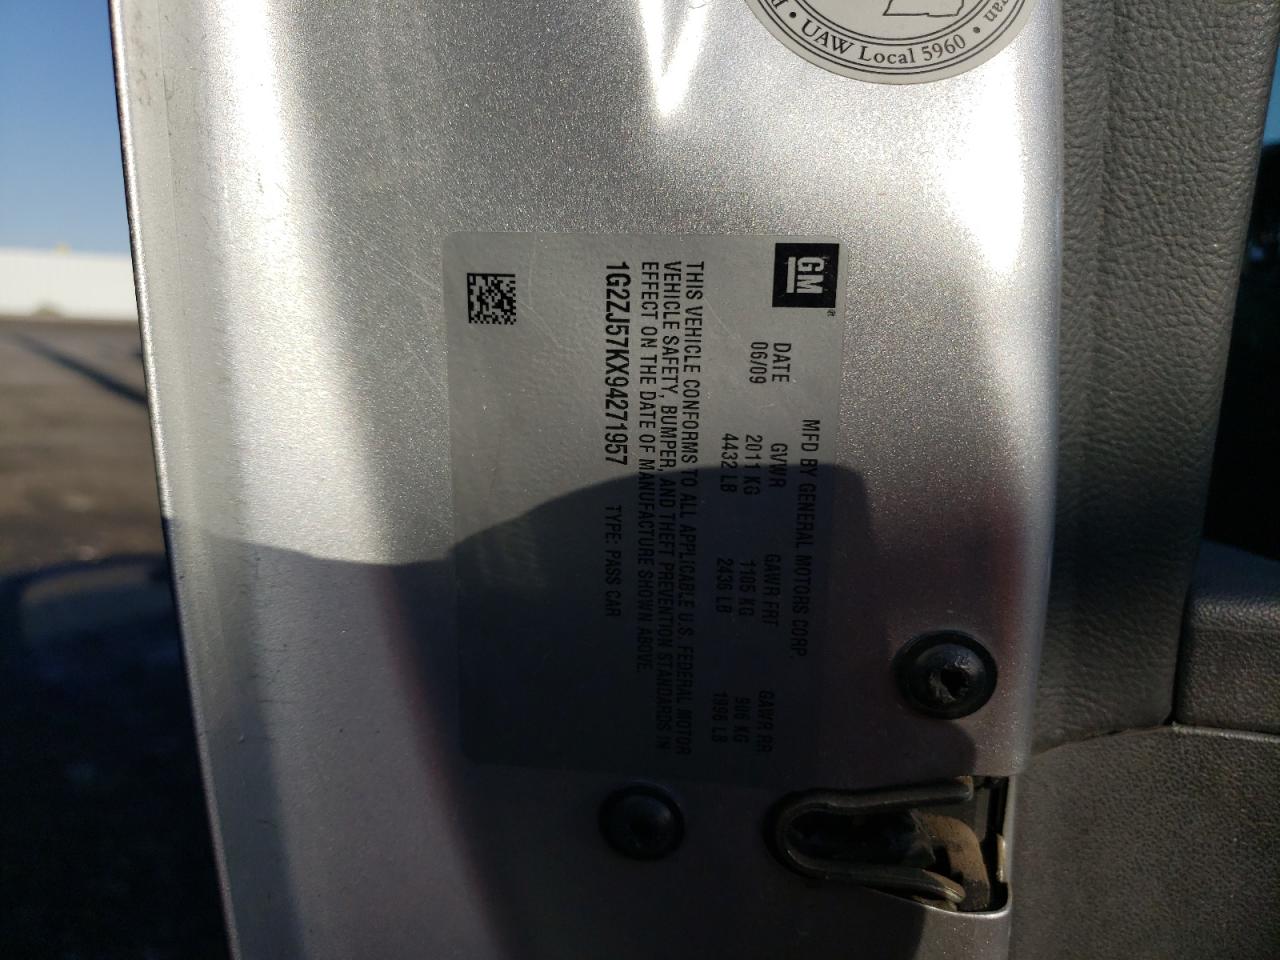 • UAW Local 5960 •
GM
®
MFD BY GENERAL MOTORS CORP.
DATE GVWR GAWR FRT GAWR RR
06/09 2011 KG 1105 KG 906 KG
4432 LB 2436 LB 1996 LB
THIS VEHICLE CONFORMS TO ALL APPLICABLE U.S. FEDERAL MOTOR
VEHICLE SAFETY, BUMPER, AND THEFT PREVENTION STANDARDS IN
EFFECT ON THE DATE OF MANUFACTURE SHOWN ABOVE.
1G2ZJ57KX94271957 TYPE: PASS CAR